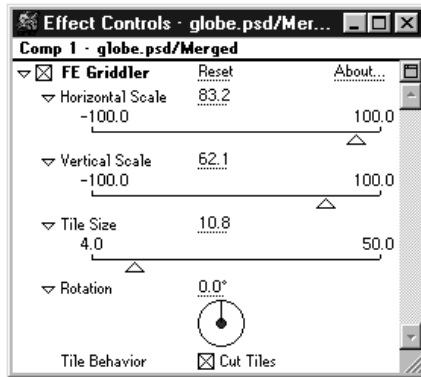 Effect Controls · globe.psd/Mer...
Comp 1 · globe.psd/Merged
FE Griddler Reset About...
Horizontal Scale 83.2
-100.0 100.0
Vertical Scale 62.1
-100.0 100.0
Tile Size 10.8
4.0 50.0
Rotation 0.0°
Tile Behavior Cut Tiles